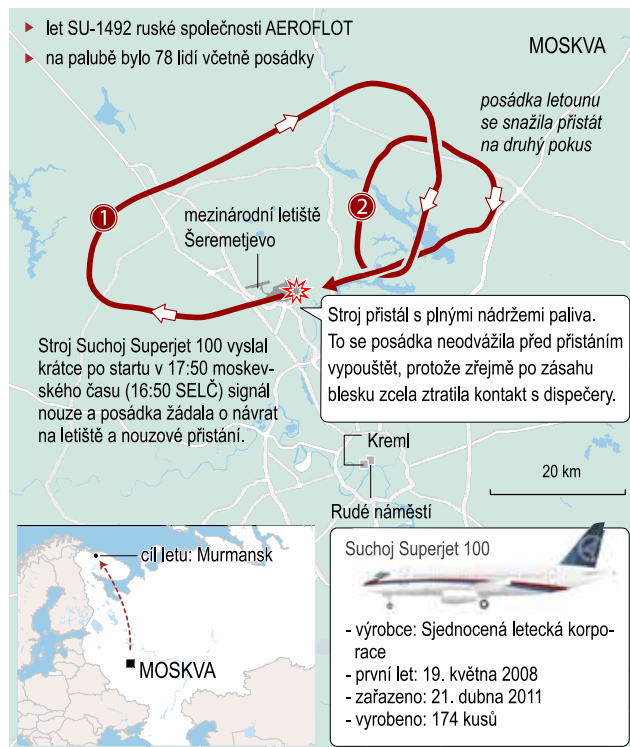 let SU-1492 ruské společnosti AEROFLOT
na palubě bylo 78 lidí včetně posádky
MOSKVA
posádka letounu
se snažila přistát
na druhý pokus
1
2
mezinárodní letiště
Šeremetjevo
Stroj přistál s plnými nádržemi paliva.
To se posádka neodvážila před přistáním
vypouštět, protože zřejmě po zásahu
blesku zcela ztratila kontakt s dispečery.
Stroj Suchoj Superjet 100 vyslal
krátce po startu v 17:50 moskev-
ského času (16:50 SELČ) signál
nouze a posádka žádala o návrat
na letiště a nouzové přistání.
Kreml
Rudé náměstí
20 km
cíl letu: Murmansk
MOSKVA
Suchoj Superjet 100
- výrobce: Sjednocená letecká korpo-
race
- první let: 19. května 2008
- zařazeno: 21. dubna 2011
- vyrobeno: 174 kusů